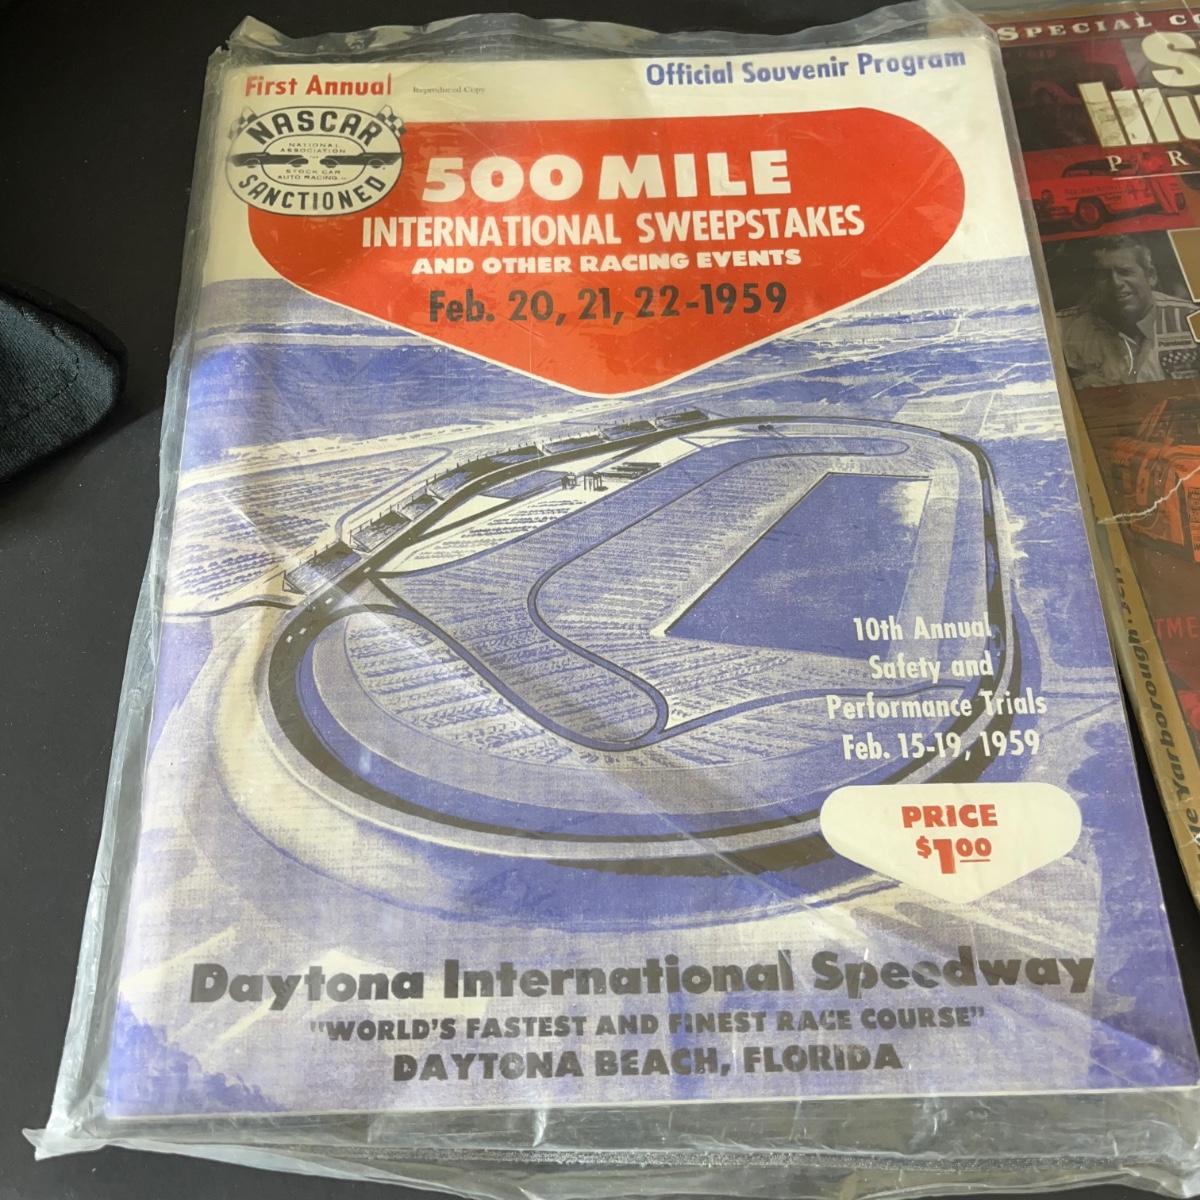 First Annual
Reproduced Copy
Official Souvenir Program
NASCAR
NATIONAL
ASSOCIATION
FOR
STOCK CAR
AUTO RACING
SANCTIONED
500 MILE
INTERNATIONAL SWEEPSTAKES
AND OTHER RACING EVENTS
Feb. 20, 21, 22-1959
10th Annual
Safety and
Performance Trials
Feb. 15-19, 1959
PRICE
$1.00
Daytona International Speedway
"WORLD'S FASTEST AND FINEST RACE COURSE"
DAYTONA BEACH, FLORIDA
SPECIAL
Yarborough